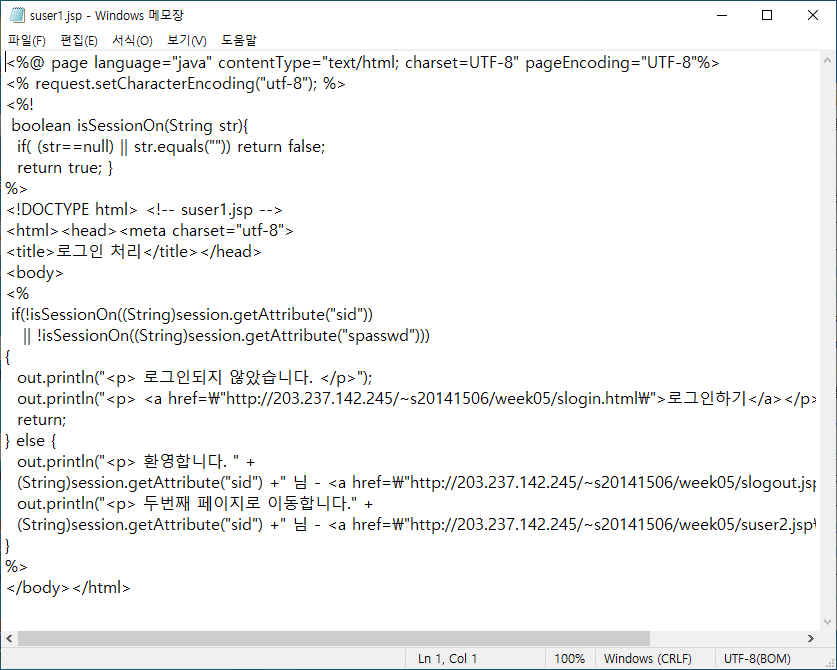 suser1.jsp - Windows 메모장
파일(F) 편집(E) 서식(O) 보기(V) 도움말
<%@ page language="java" contentType="text/html; charset=UTF-8" pageEncoding="UTF-8"%>
<% request.setCharacterEncoding("utf-8"); %>
<%!
boolean isSessionOn(String str){
if( (str==null) || str.equals("")) return false;
return true; }
%>
<!DOCTYPE html> <!-- suser1.jsp -->
<html><head><meta charset="utf-8">
<title>로그인 처리</title></head>
<body>
<%
if(!isSessionOn((String)session.getAttribute("sid"))
|| !isSessionOn((String)session.getAttribute("spasswd")))
{
out.println("<p> 로그인되지 않았습니다. </p>");
out.println("<p> <a href=₩"http://203.237.142.245/~s20141506/week05/slogin.html₩">로그인하기</a></p>
return;
} else {
out.println("<p> 환영합니다. " +
(String)session.getAttribute("sid") +" 님 - <a href=₩"http://203.237.142.245/~s20141506/week05/slogout.jsp
out.println("<p> 두번째 페이지로 이동합니다." +
(String)session.getAttribute("sid") +" 님 - <a href=₩"http://203.237.142.245/~s20141506/week05/suser2.jsp₩
}
%>
</body></html>
Ln 1, Col 1 100% Windows (CRLF) UTF-8(BOM)